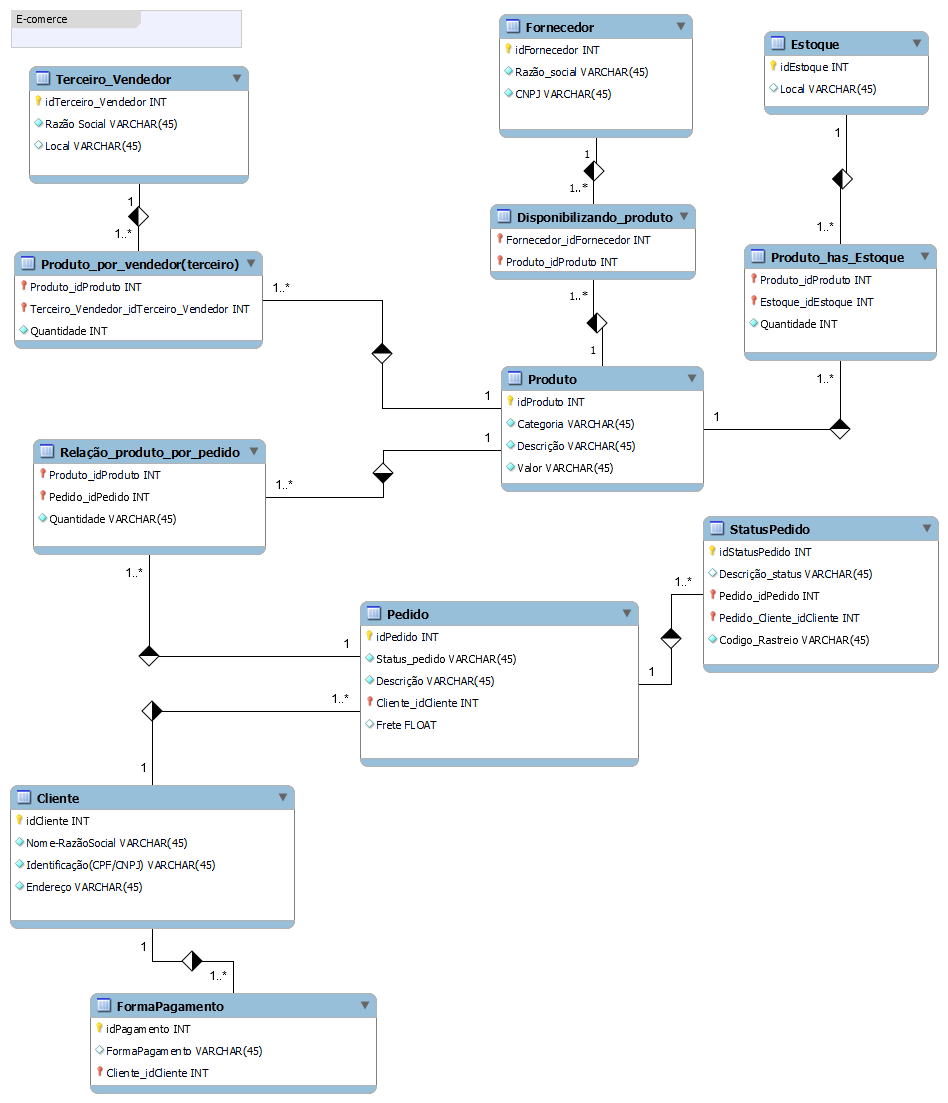 E-comerce
Terceiro_Vendedor
idTerceiro_Vendedor INT
Razão Social VARCHAR(45)
Local VARCHAR(45)
1
1..*
Produto_por_vendedor(terceiro)
Produto_idProduto INT
Terceiro_Vendedor_idTerceiro_Vendedor INT
Quantidade INT
1..*
1
Fornecedor
idFornecedor INT
Razão_social VARCHAR(45)
CNPJ VARCHAR(45)
1
1..*
Disponibilizando_produto
Fornecedor_idFornecedor INT
Produto_idProduto INT
1..*
1
Estoque
idEstoque INT
Local VARCHAR(45)
1
1..*
Produto_has_Estoque
Produto_idProduto INT
Estoque_idEstoque INT
Quantidade INT
1..*
1
Produto
idProduto INT
Categoria VARCHAR(45)
Descrição VARCHAR(45)
Valor VARCHAR(45)
1
1..*
Relação_produto_por_pedido
Produto_idProduto INT
Pedido_idPedido INT
Quantidade VARCHAR(45)
1..*
1
Pedido
idPedido INT
Status_pedido VARCHAR(45)
Descrição VARCHAR(45)
Cliente_idCliente INT
Frete FLOAT
1
1..*
StatusPedido
idStatusPedido INT
Descrição_status VARCHAR(45)
Pedido_idPedido INT
Pedido_Cliente_idCliente INT
Codigo_Rastreio VARCHAR(45)
1..*
1
Cliente
idCliente INT
Nome-RazãoSocial VARCHAR(45)
Identificação(CPF/CNPJ) VARCHAR(45)
Endereço VARCHAR(45)
1
1..*
FormaPagamento
idPagamento INT
FormaPagamento VARCHAR(45)
Cliente_idCliente INT